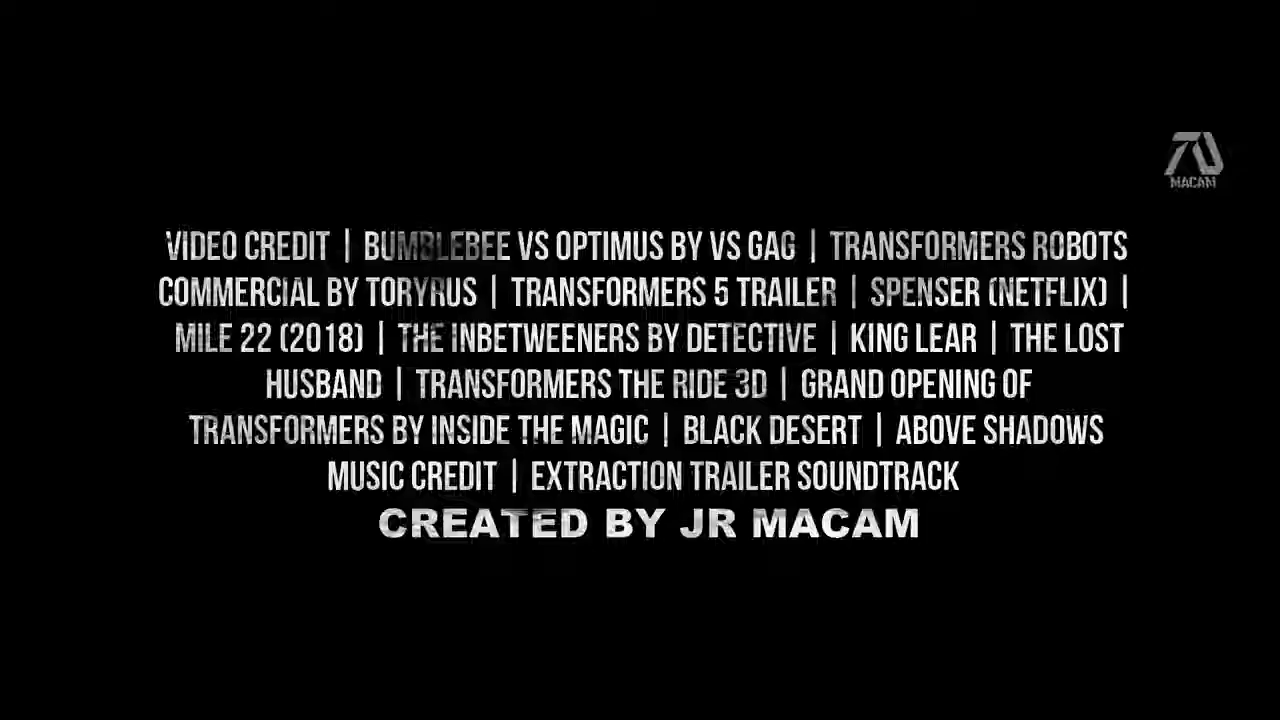 MACAM
VIDEO CREDIT | BUMBLEBEE VS OPTIMUS BY VS GAG | TRANSFORMERS ROBOTS
COMMERCIAL BY TORYRUS | TRANSFORMERS 5 TRAILER | SPENSER (NETFLIX) |
MILE 22 (2018) | THE INBETWEENERS BY DETECTIVE | KING LEAR | THE LOST
HUSBAND | TRANSFORMERS THE RIDE 3D | GRAND OPENING OF
TRANSFORMERS BY INSIDE THE MAGIC | BLACK DESERT | ABOVE SHADOWS
MUSIC CREDIT | EXTRACTION TRAILER SOUNDTRACK
CREATED BY JR MACAM